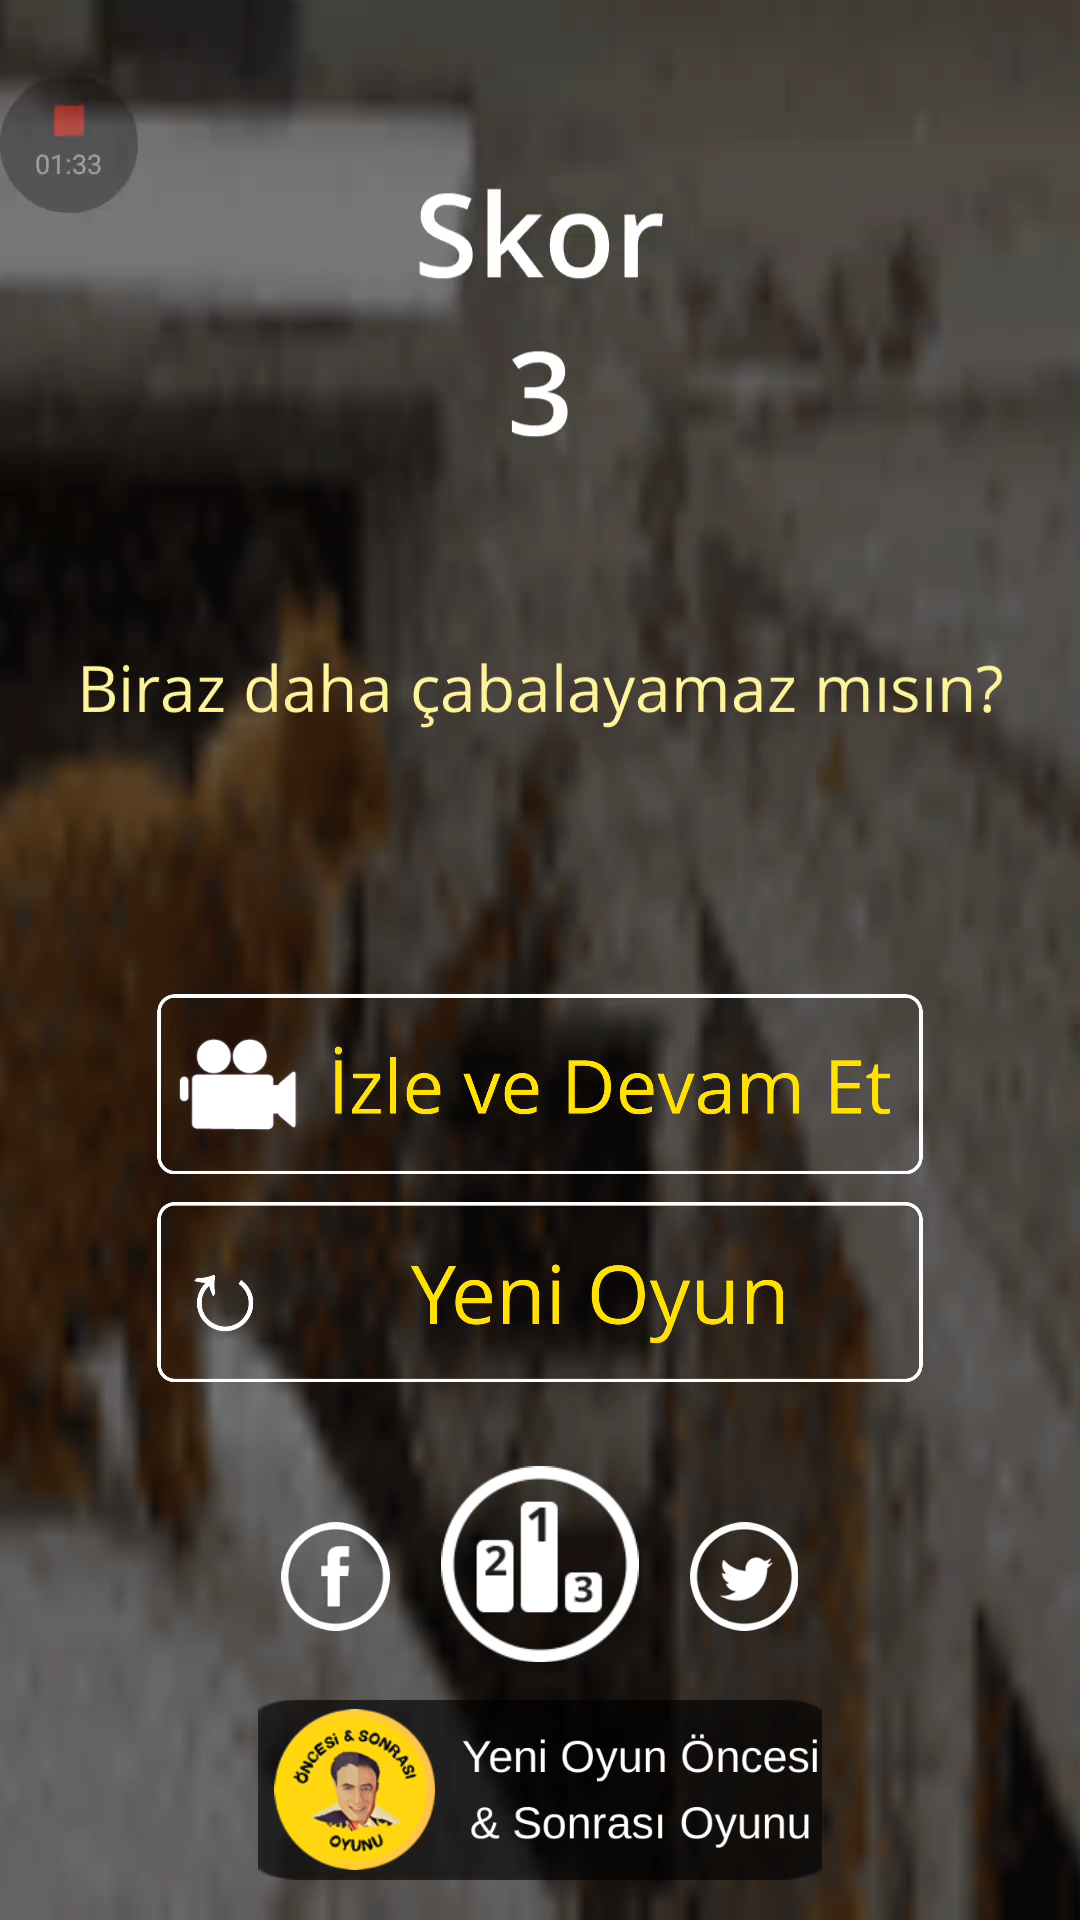 01:33
Skor
3
Biraz daha çabalayamaz mısın?
İzle ve Devam Et
Yeni Oyun
1
2
3
ÖNCESİ & SONRASI
OYUNU
Yeni Oyun Öncesi
& Sonrası Oyunu